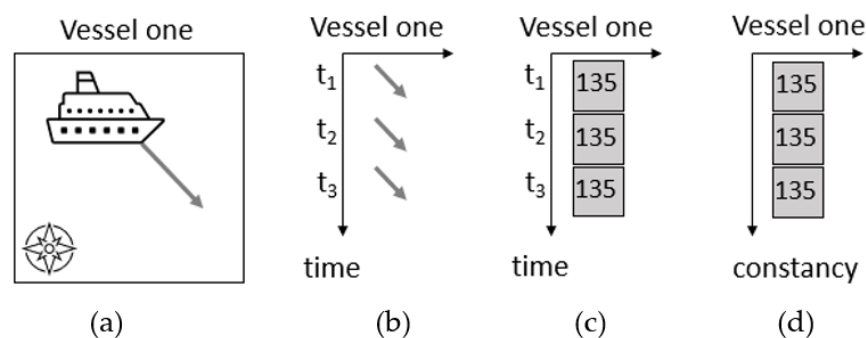 Vessel one
Vessel one
t1
t2
t3
time
(a)
(b)
Vessel one
t1 135
t2 135
t3 135
time
(c)
Vessel one
135
135
135
constancy
(d)